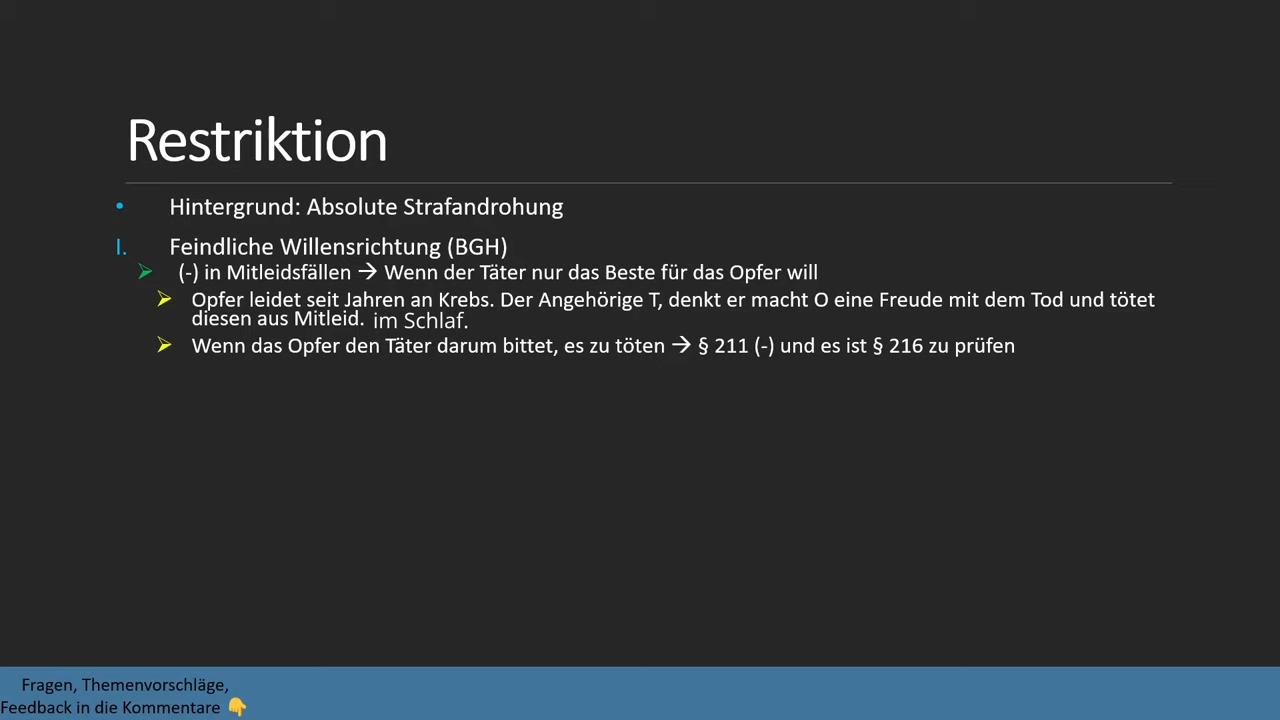 Restriktion
• Hintergrund: Absolute Strafandrohung
I. Feindliche Willensrichtung (BGH)
➢ (-) in Mitleidsfällen → Wenn der Täter nur das Beste für das Opfer will
➢ Opfer leidet seit Jahren an Krebs. Der Angehörige T, denkt er macht O eine Freude mit dem Tod und tötet
diesen aus Mitleid. im Schlaf.
➢ Wenn das Opfer den Täter darum bittet, es zu töten → § 211 (-) und es ist § 216 zu prüfen
Fragen, Themenvorschläge,
Feedback in die Kommentare 👇